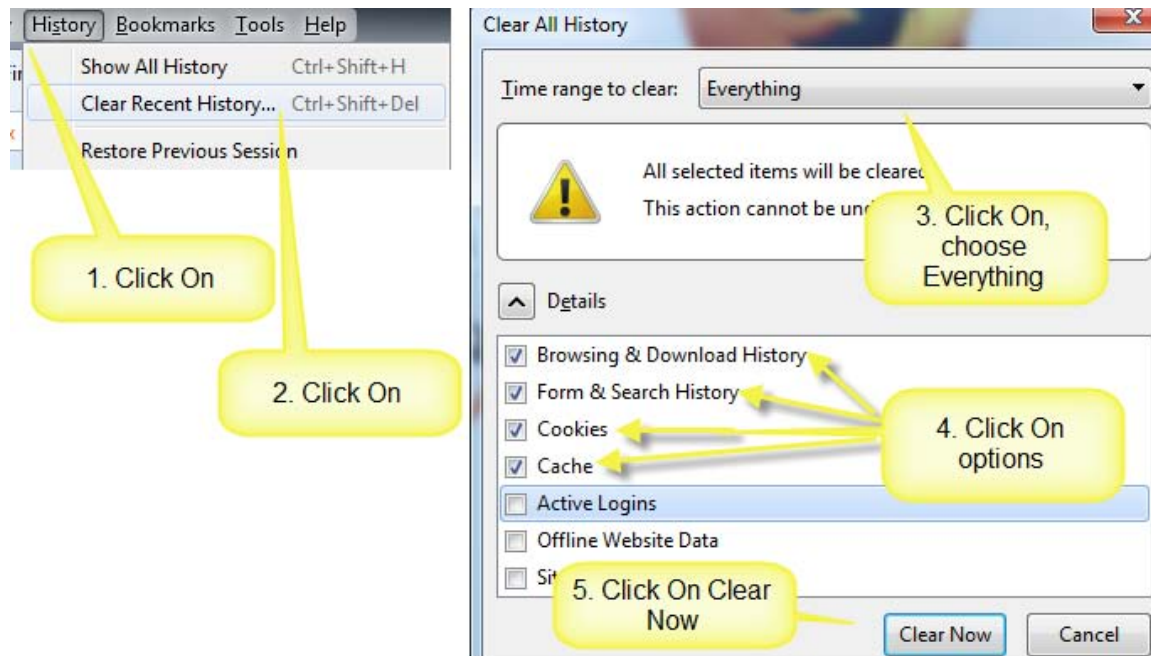 History Bookmarks Tools Help
Show All History Ctrl+Shift+H
Clear Recent History... Ctrl+Shift+Del
Restore Previous Session
1. Click On
2. Click On
Clear All History
Time range to clear: Everything
All selected items will be cleared
This action cannot be
3. Click On,
choose
Everything
Details
Browsing & Download History
Form & Search History
Cookies
Cache
4. Click On
options
Active Logins
Offline Website Data
5. Click On Clear
Now
Clear Now Cancel